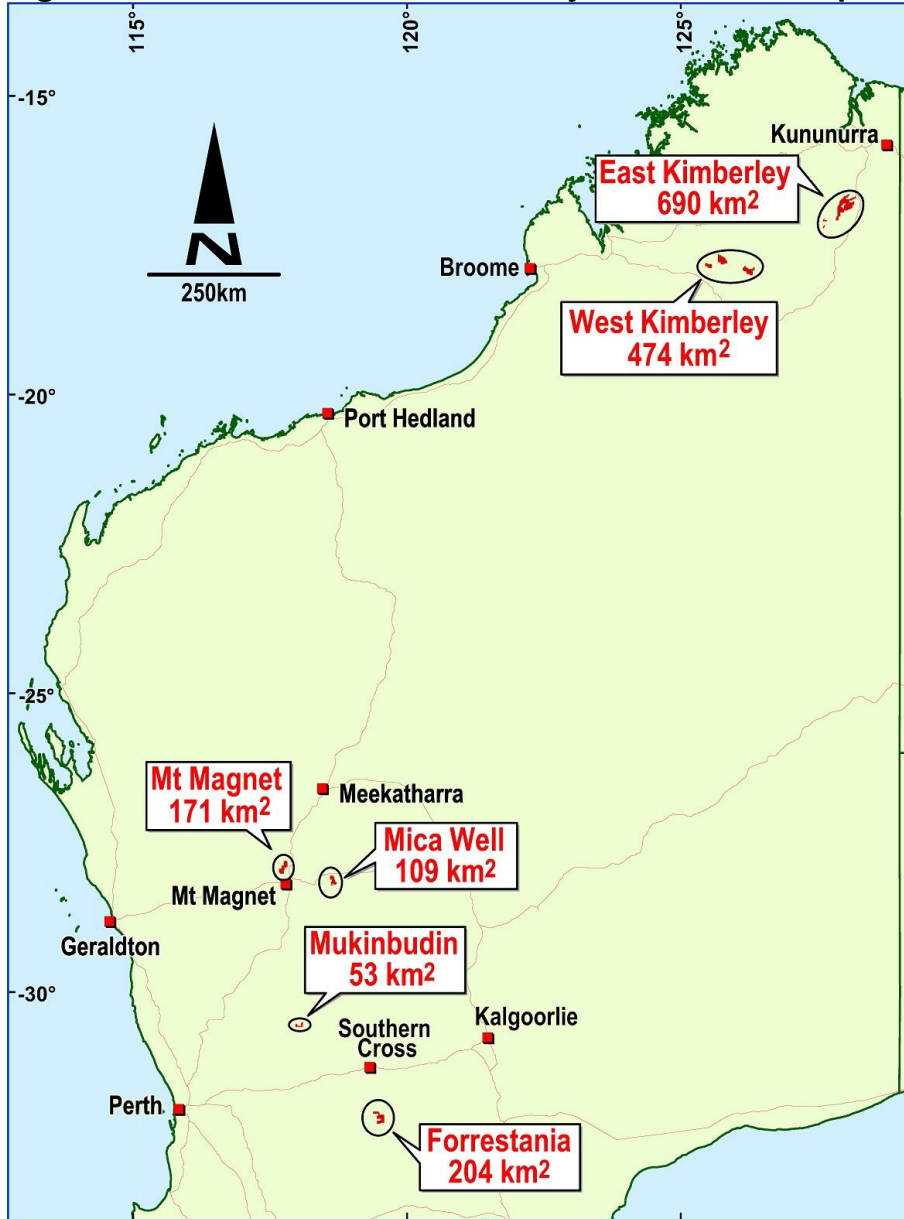 115°
120°
125°
-15°
Kununurra
East Kimberley
690 km²
N
250km
Broome
West Kimberley
474 km²
-20°
Port Hedland
-25°
Mt Magnet
171 km²
Meekatharra
Mica Well
109 km²
Mt Magnet
Geraldton
Mukinbudin
53 km²
-30°
Kalgoorlie
Southern
Cross
Perth
Forrestania
204 km²